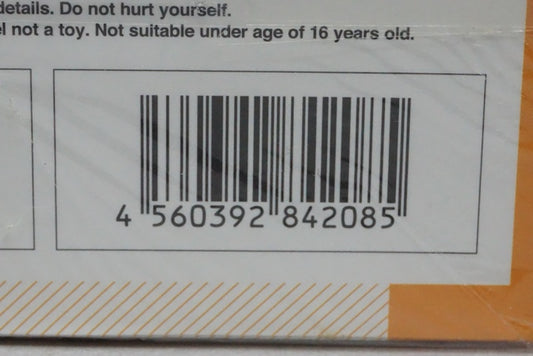 details. Do not hurt yourself.
not a toy. Not suitable under age of 16 years old.
4 560392 842085